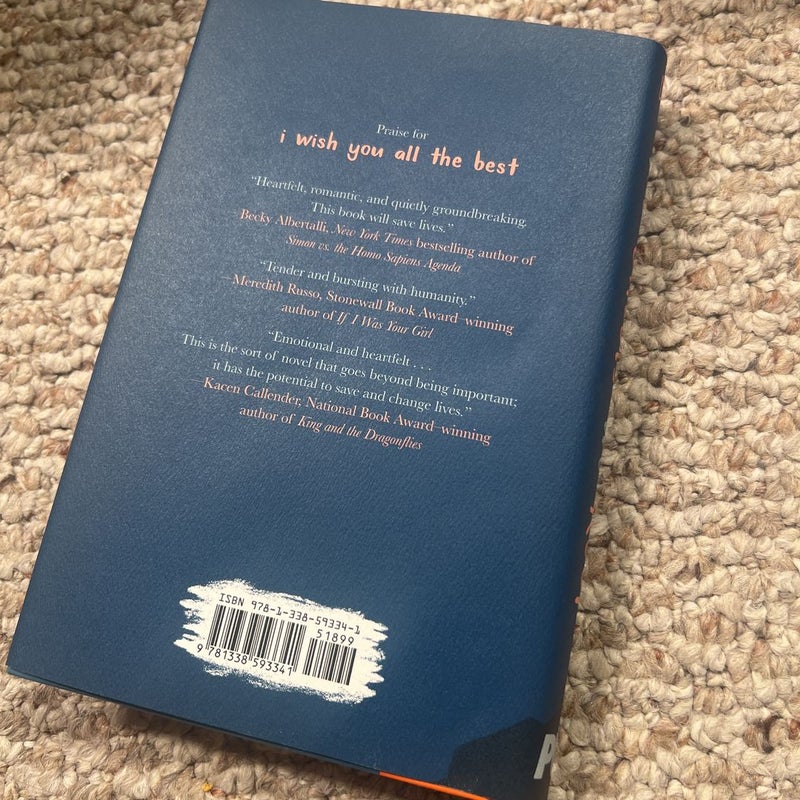 Praise for
i wish you all the best
“Heartfelt, romantic, and quietly groundbreaking.
This book will save lives.”
—Becky Albertalli, New York Times bestselling author of
Simon vs. the Homo Sapiens Agenda
“Tender and bursting with humanity.”
—Meredith Russo, Stonewall Book Award–winning
author of If I Was Your Girl
“Emotional and heartfelt . . .
This is the sort of novel that goes beyond being important;
it has the potential to save and change lives.”
—Kacen Callender, National Book Award–winning
author of King and the Dragonflies
ISBN 978-1-338-59334-1
51899
9 781338 593341
P